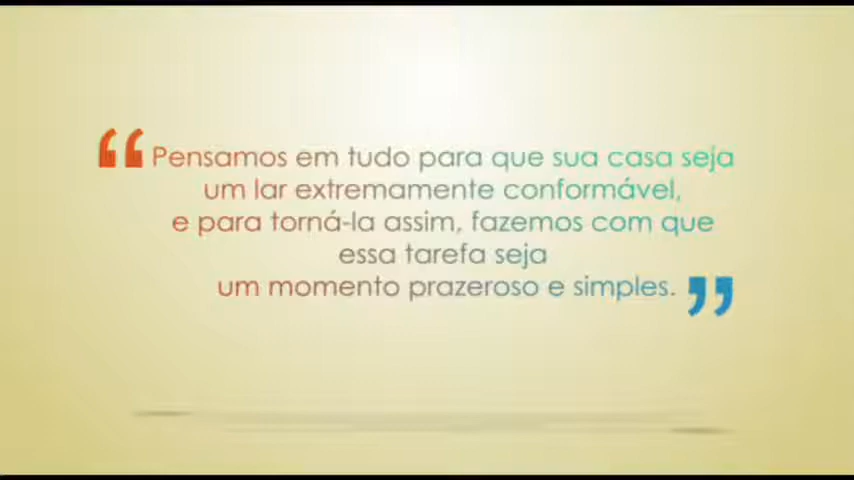 “Pensamos em tudo para que sua casa seja
um lar extremamente conformável,
e para torná-la assim, fazemos com que
essa tarefa seja
um momento prazeroso e simples.”